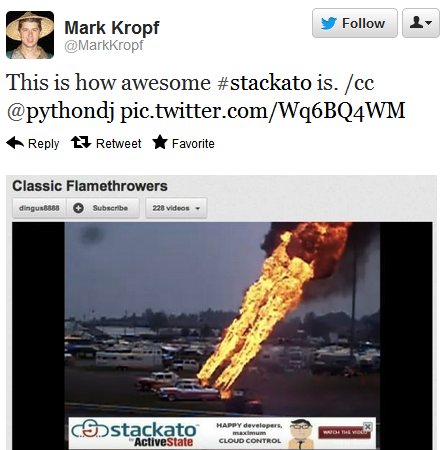 Mark Kropf
@MarkKropf
Follow
This is how awesome #stackato is. /cc
@pythondj pic.twitter.com/Wq6BQ4WM
Reply Retweet Favorite
Classic Flamethrowers
dingus8888 Subscribe 228 videos
stackato
by ActiveState
HAPPY developers,
maximum
CLOUD CONTROL
WATCH THE VIDEO